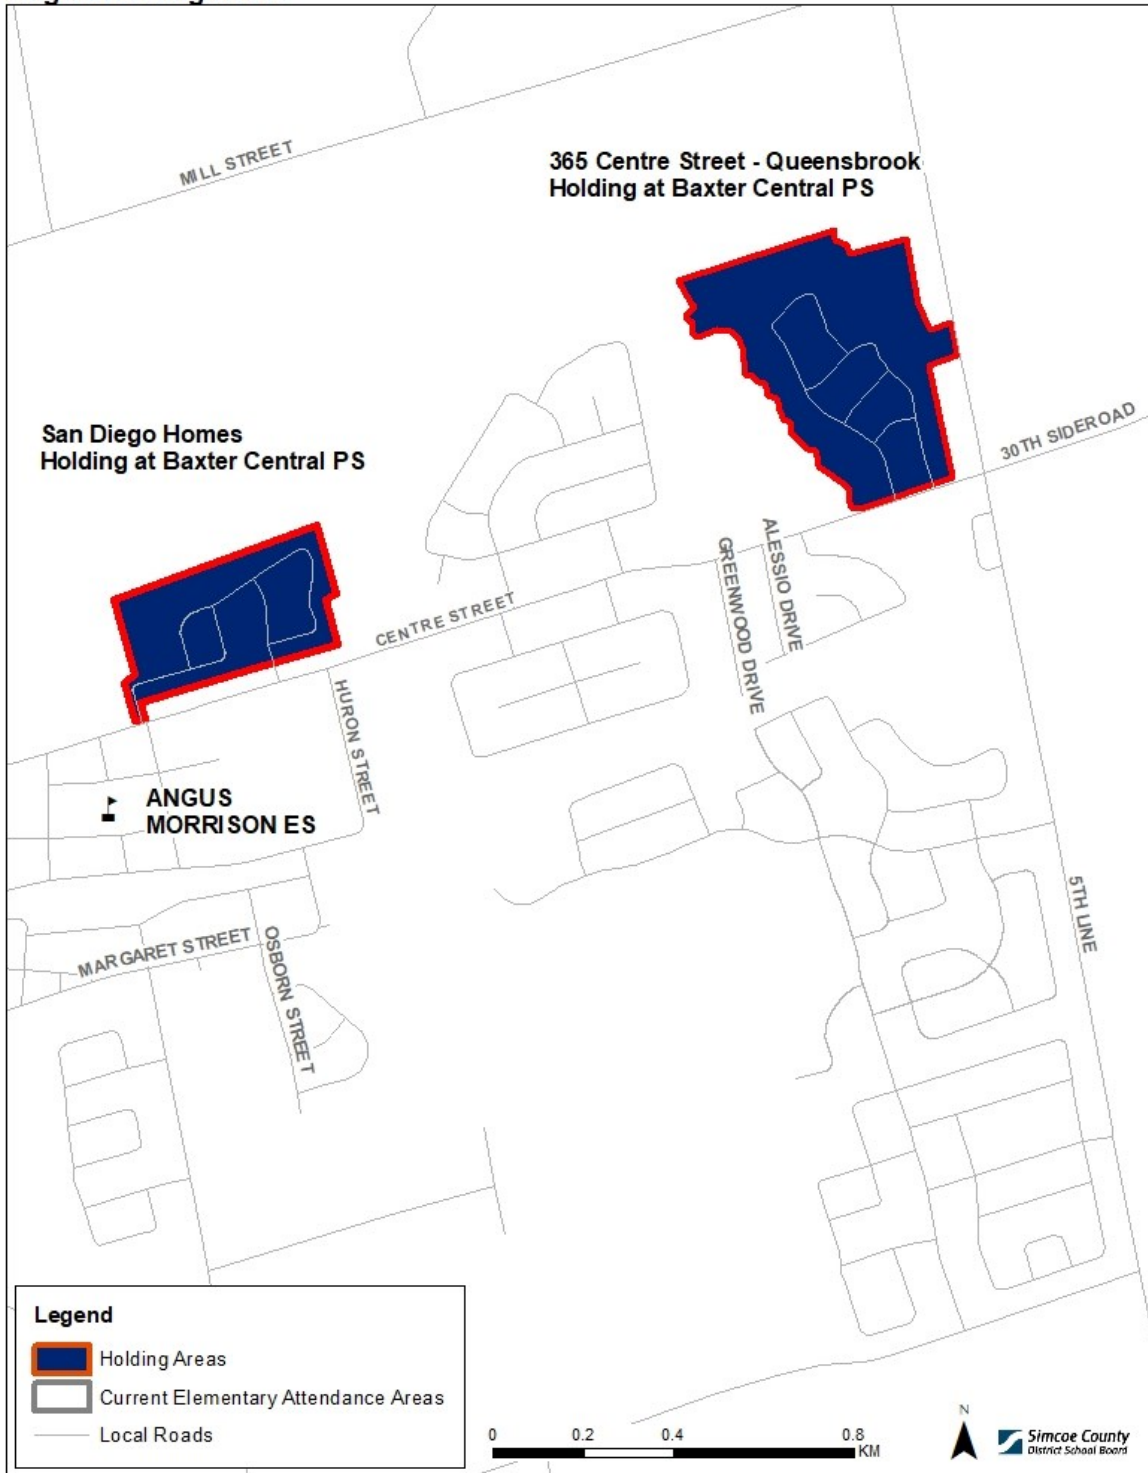 MILL STREET
365 Centre Street - Queensbrook
Holding at Baxter Central PS
San Diego Homes
Holding at Baxter Central PS
30TH SIDEROAD
ALESSIO DRIVE
GREENWOOD DRIVE
CENTRE STREET
HURON STREET
ANGUS
MORRISON ES
5TH LINE
MARGARET STREET
OSBORN STREET
Legend
Holding Areas
Current Elementary Attendance Areas
Local Roads
0 0.2 0.4 0.8
KM
N
Simcoe County
District School Board